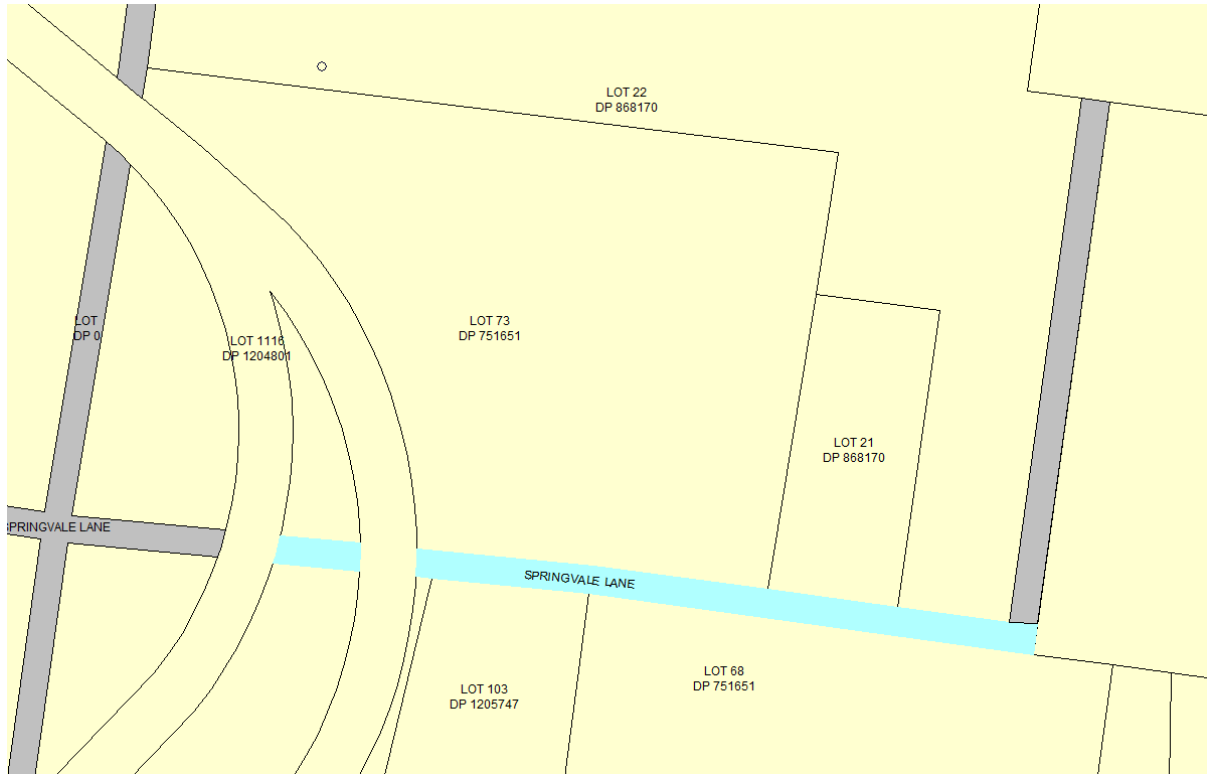 LOT 22
DP 868170
LOT
DP 0
LOT 1116
DP 1204801
LOT 73
DP 751651
LOT 21
DP 868170
SPRINGVALE LANE
SPRINGVALE LANE
LOT 103
DP 1205747
LOT 68
DP 751651